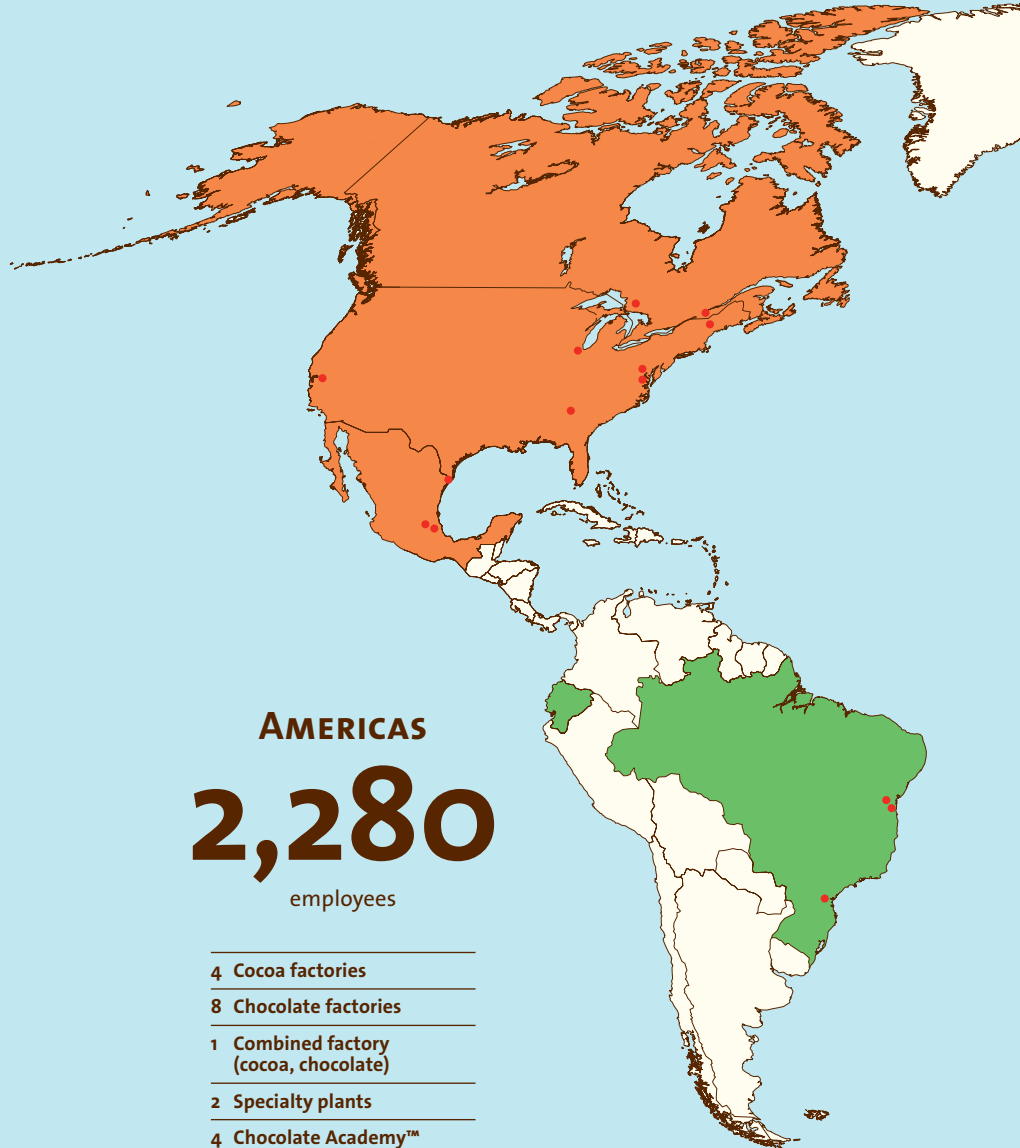 Americas
2,280
employees
4 Cocoa factories
8 Chocolate factories
1 Combined factory
(cocoa, chocolate)
2 Specialty plants
4 Chocolate Academy™